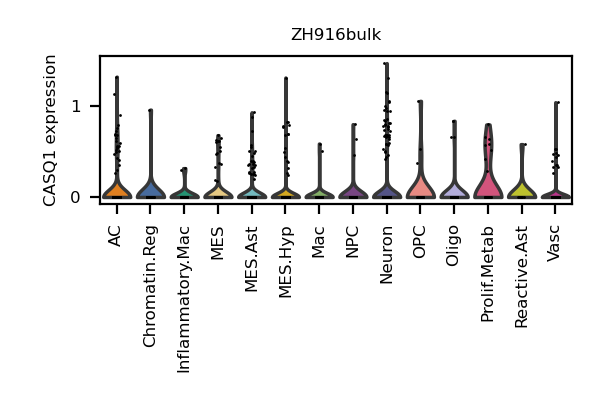 ZH916bulk
CASQ1 expression
1
0
AC
Chromatin.Reg
Inflammatory.Mac
MES
MES.Ast
MES.Hyp
Mac
NPC
Neuron
OPC
Oligo
Prolif.Metab
Reactive.Ast
Vasc